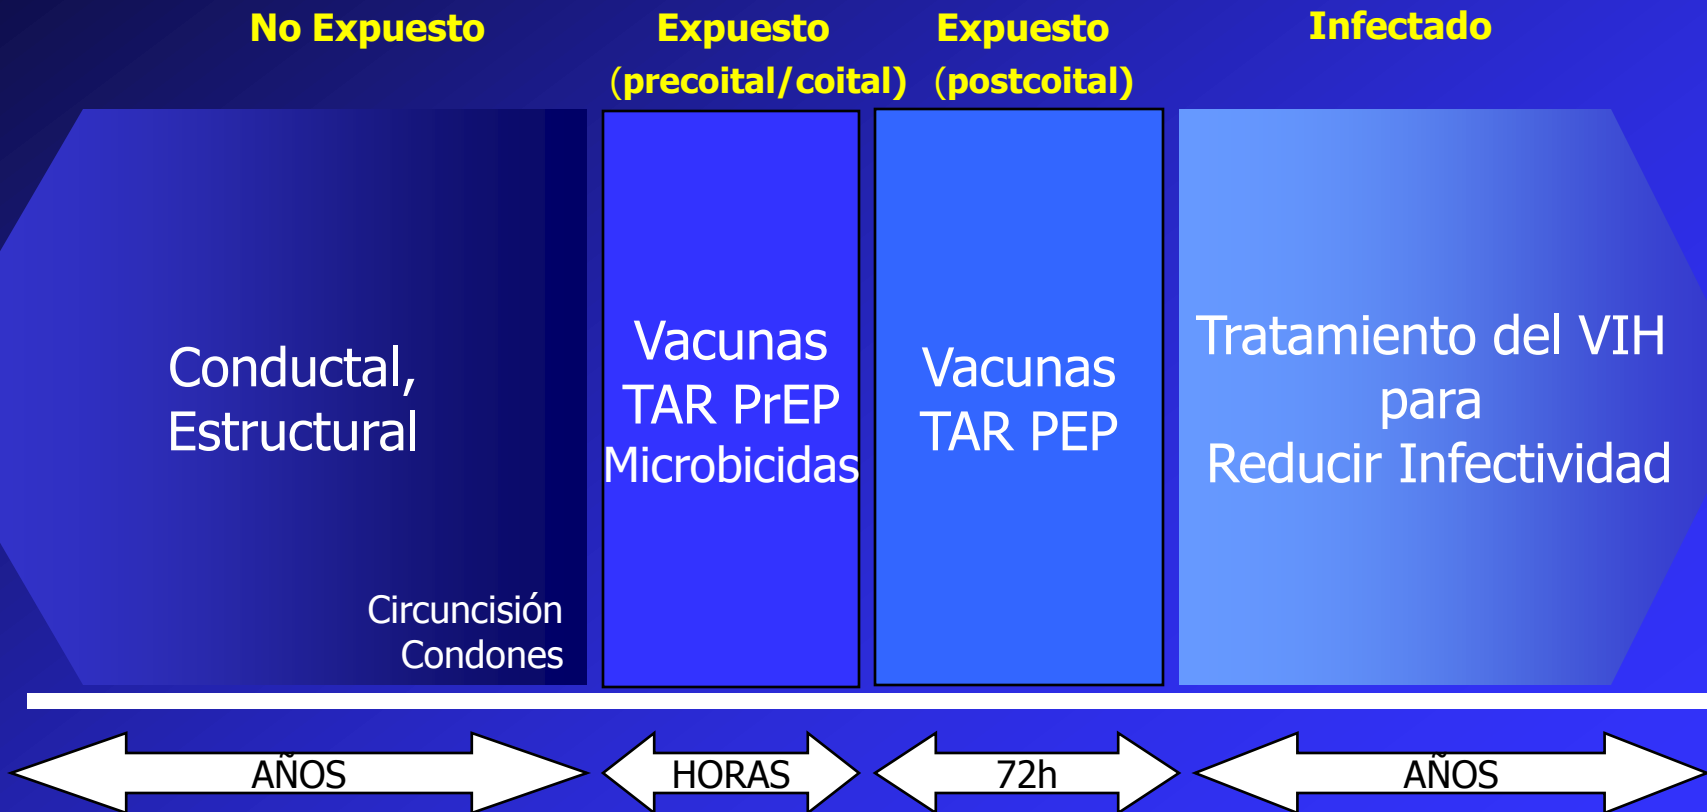 No Expuesto
Expuesto
(precoital/coital)
Expuesto
(postcoital)
Infectado
Conductal,
Estructural
Circuncisión
Condones
Vacunas
TAR PrEP
Microbicidas
Vacunas
TAR PEP
Tratamiento del VIH
para
Reducir Infectividad
AÑOS
HORAS
72h
AÑOS